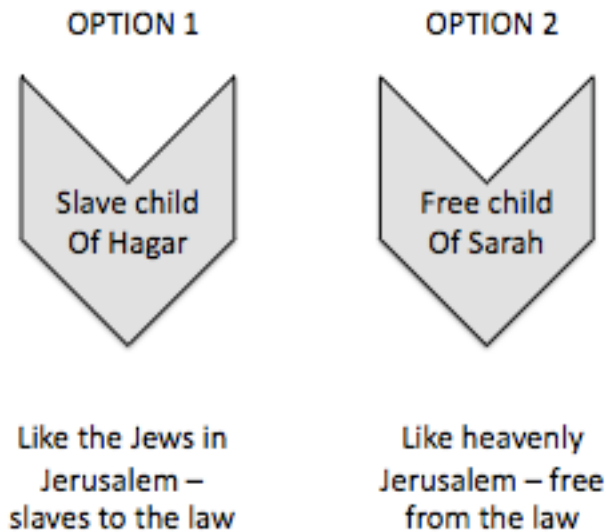 OPTION 1
Slave child
Of Hagar
Like the Jews in
Jerusalem –
slaves to the law
OPTION 2
Free child
Of Sarah
Like heavenly
Jerusalem – free
from the law